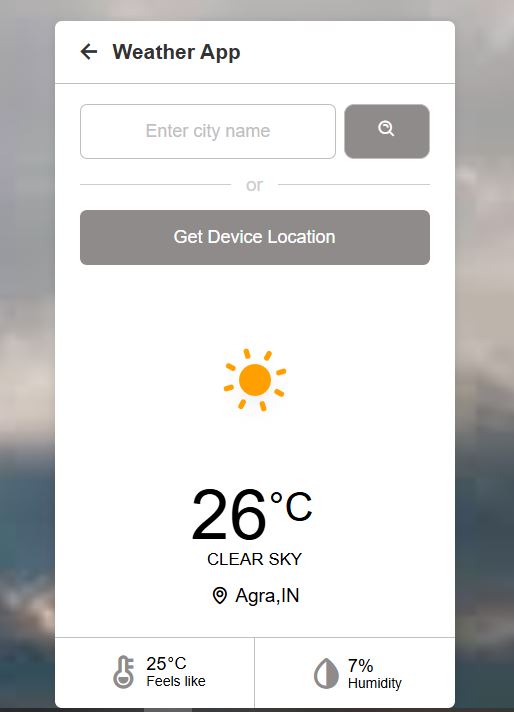 Weather App
Enter city name
or
Get Device Location
26°C
CLEAR SKY
Agra,IN
25°C
Feels like
7%
Humidity